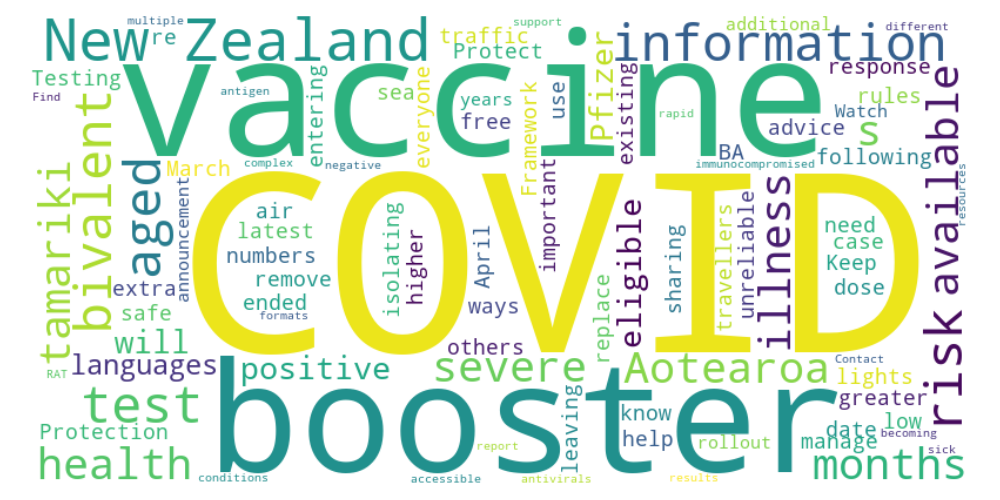 multiple
support
additional
different
New Zealand
re
traffic
information
Protect
vaccine
Testing
Find
antigen
entering
sea
everyone
years
free
Framework
use
Pfizer
existing
rapid
response
rules
Watch
advice
s
BA
following
immunocompromised
available
resources
tamariki
bivalent
aged
March
announcement
complex
negative
COVID
air
latest
numbers
remove
ended
formats
isolating
higher
April
ways
important
replace
eligible
sharing
travellers
unreliable
illness
need
case
Keep
dose
risk
extra
safe
will
languages
RAT
others
positive
severe
Aotearoa
Contact
lights
greater
test
booster
Protection
health
conditions
accessible
report
antivirals
leaving
know
help
rollout
results
date
manage
low
becoming
sick
months